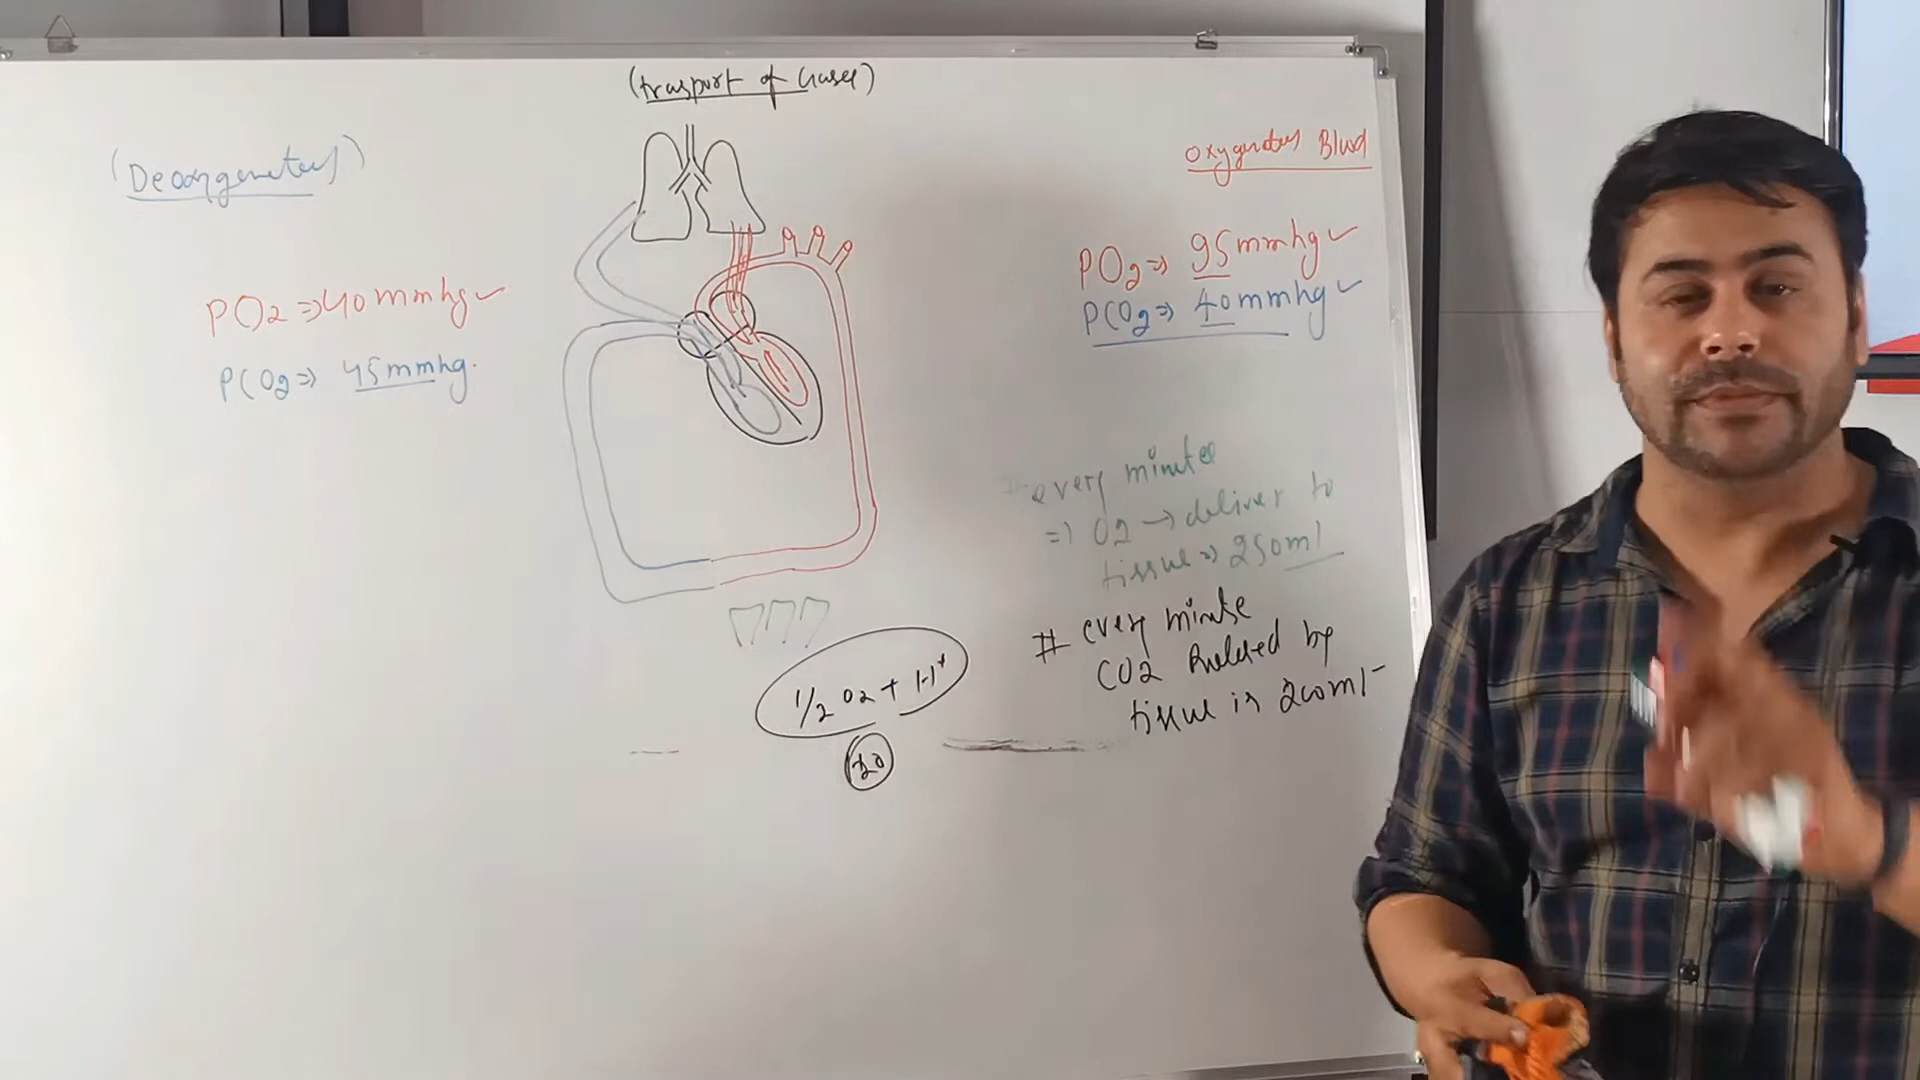 (trasport of Gases)
(Deoxygenated)
PO2 => 40mmhg ✓
PCO2 => 45mmhg.
Oxygenated Blood
PO2 => 95mmhg ✓
PCO2 => 40mmhg ✓
every minute
=> O2 → deliver to
tissue => 250ml
# every minute
CO2 Released by
tissue is 200ml
1/2 O2 + H+
H20